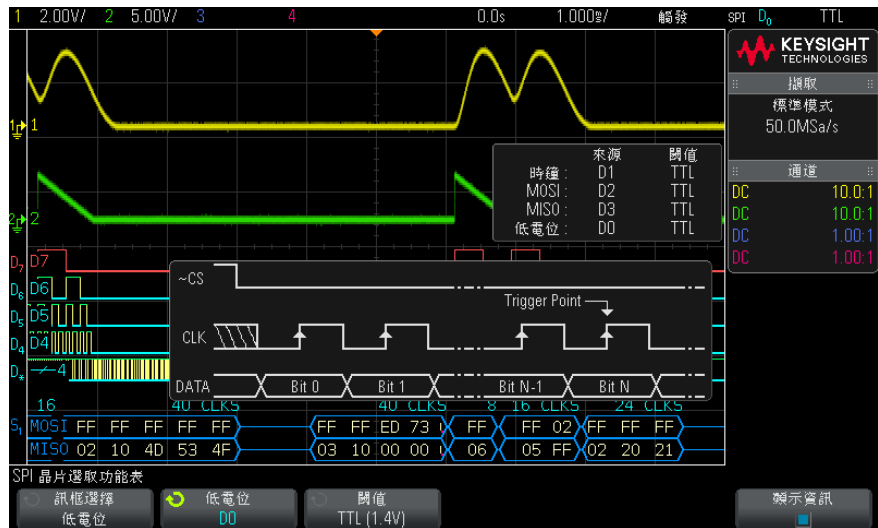 1 2.00V/ 2 5.00V/ 3 4 0.0s 1.000ms/ 觸發 SPI D0 TTL
KEYSIGHT
TECHNOLOGIES
擷取
標準模式
50.0MSa/s
通道
DC 10.0:1
DC 10.0:1
DC 1.00:1
DC 1.00:1
1 1
來源 閾值
時鐘: D1 TTL
MOSI: D2 TTL
MISO: D3 TTL
低電位: D0 TTL
2 2
D7 D7
D6 D6
D5 D5
D4 D4
D* 4
~CS
Trigger Point
CLK
DATA Bit 0 Bit 1 Bit N-1 Bit N
16 40 CLKS 40 CLKS 8 16 CLKS 24 CLKS
S1 MOSI FF FF FF FF FF FF FF ED 73 FF FF 02 FF FF FF
MISO 02 10 4D 53 4F 03 10 00 00 06 05 FF 02 20 21
SPI 晶片選取功能表
訊框選擇
低電位
低電位
D0
閾值
TTL (1.4V)
顯示資訊